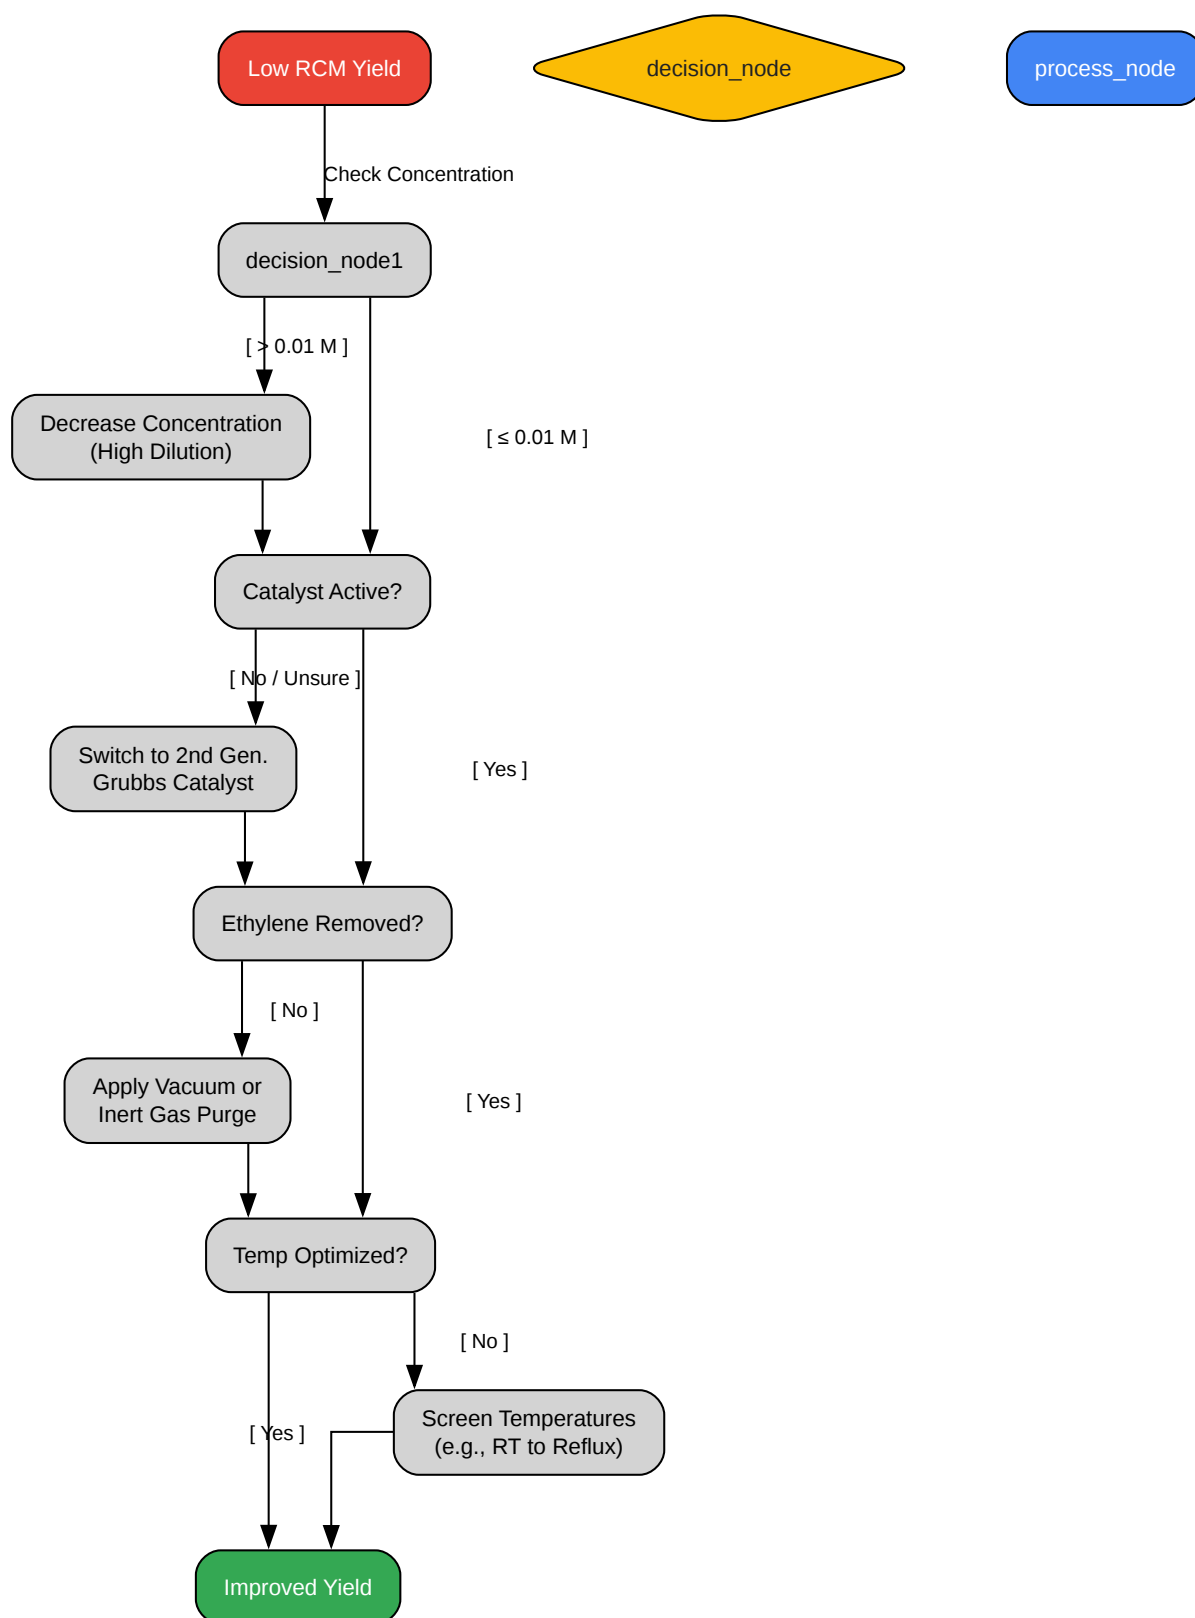 Low RCM Yield
decision_node
process_node
Check Concentration
decision_node1
[ > 0.01 M ]
Decrease Concentration
(High Dilution)
[ ≤ 0.01 M ]
Catalyst Active?
[ No / Unsure ]
Switch to 2nd Gen.
Grubbs Catalyst
[ Yes ]
Ethylene Removed?
[ No ]
Apply Vacuum or
Inert Gas Purge
[ Yes ]
Temp Optimized?
[ No ]
Screen Temperatures
(e.g., RT to Reflux)
[ Yes ]
Improved Yield